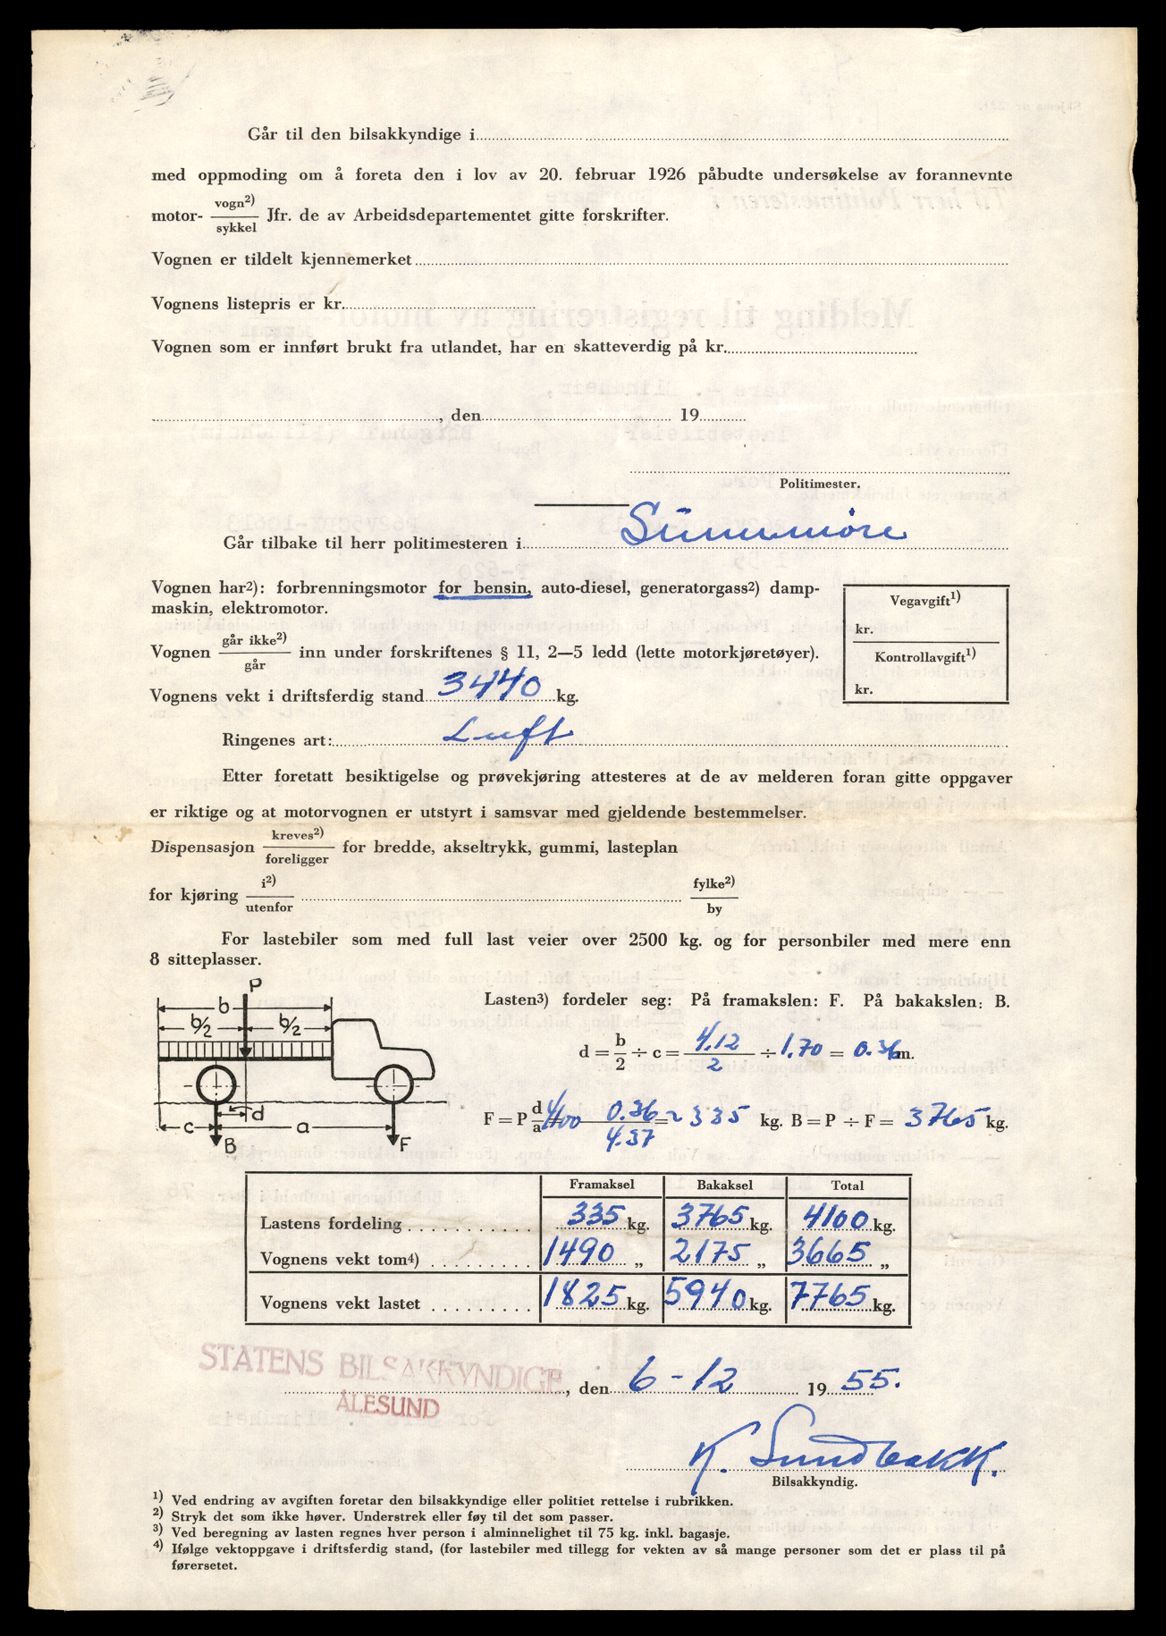 Går til den bilsakkyndige i
med oppmoding om å foreta den i lov av 20. februar 1926 påbudte undersøkelse av forannevnte
motor- vogn2)/sykkel Jfr. de av Arbeidsdepartementet gitte forskrifter.
Vognen er tildelt kjennemerket
Vognens listepris er kr.
Vognen som er innført brukt fra utlandet, har en skatteverdig på kr.
, den 19
Politimester.
Går tilbake til herr politimesteren i Sunnmøre
Vognen har2): forbrenningsmotor for bensin, auto-diesel, generatorgass2) damp-
maskin, elektromotor.
Vegavgift1)
kr.
Kontrollavgift1)
kr.
Vognen går ikke2)/går inn under forskriftenes § 11, 2—5 ledd (lette motorkjøretøyer).
Vognens vekt i driftsferdig stand 3440 kg.
Ringenes art: Luft
Etter foretatt besiktigelse og prøvekjøring attesteres at de av melderen foran gitte oppgaver
er riktige og at motorvognen er utstyrt i samsvar med gjeldende bestemmelser.
Dispensasjon kreves2)/foreligger for bredde, akseltrykk, gummi, lasteplan
for kjøring i2)/utenfor fylke2)/by
For lastebiler som med full last veier over 2500 kg. og for personbiler med mere enn
8 sitteplasser.
P
b
b/2 b/2
d
c a
B F
Lasten3) fordeler seg: På framakslen: F. På bakakslen: B.
d = b/2 ÷ c = 4.12/2 ÷ 1.70 = 0.36 m.
F = P d/a = 4100 0.36/4.37 = ~335 kg. B = P ÷ F = 3765 kg.
Framaksel Bakaksel Total
Lastens fordeling 335 kg. 3765 kg. 4100 kg.
Vognens vekt tom4) 1490 „ 2175 „ 3665 „
Vognens vekt lastet 1825 kg. 5940 kg. 7765 kg.
STATENS BILSAKKYNDIGE
ÅLESUND
, den 6-12 1955.
K. Sundbakk.
Bilsakkyndig.
1) Ved endring av avgiften foretar den bilsakkyndige eller politiet rettelse i rubrikken.
2) Stryk det som ikke høver. Understrek eller føy til det som passer.
3) Ved beregning av lasten regnes hver person i alminnelighet til 75 kg. inkl. bagasje.
4) Ifølge vektoppgave i driftsferdig stand, (for lastebiler med tillegg for vekten av så mange personer som det er plass til på
førersetet.